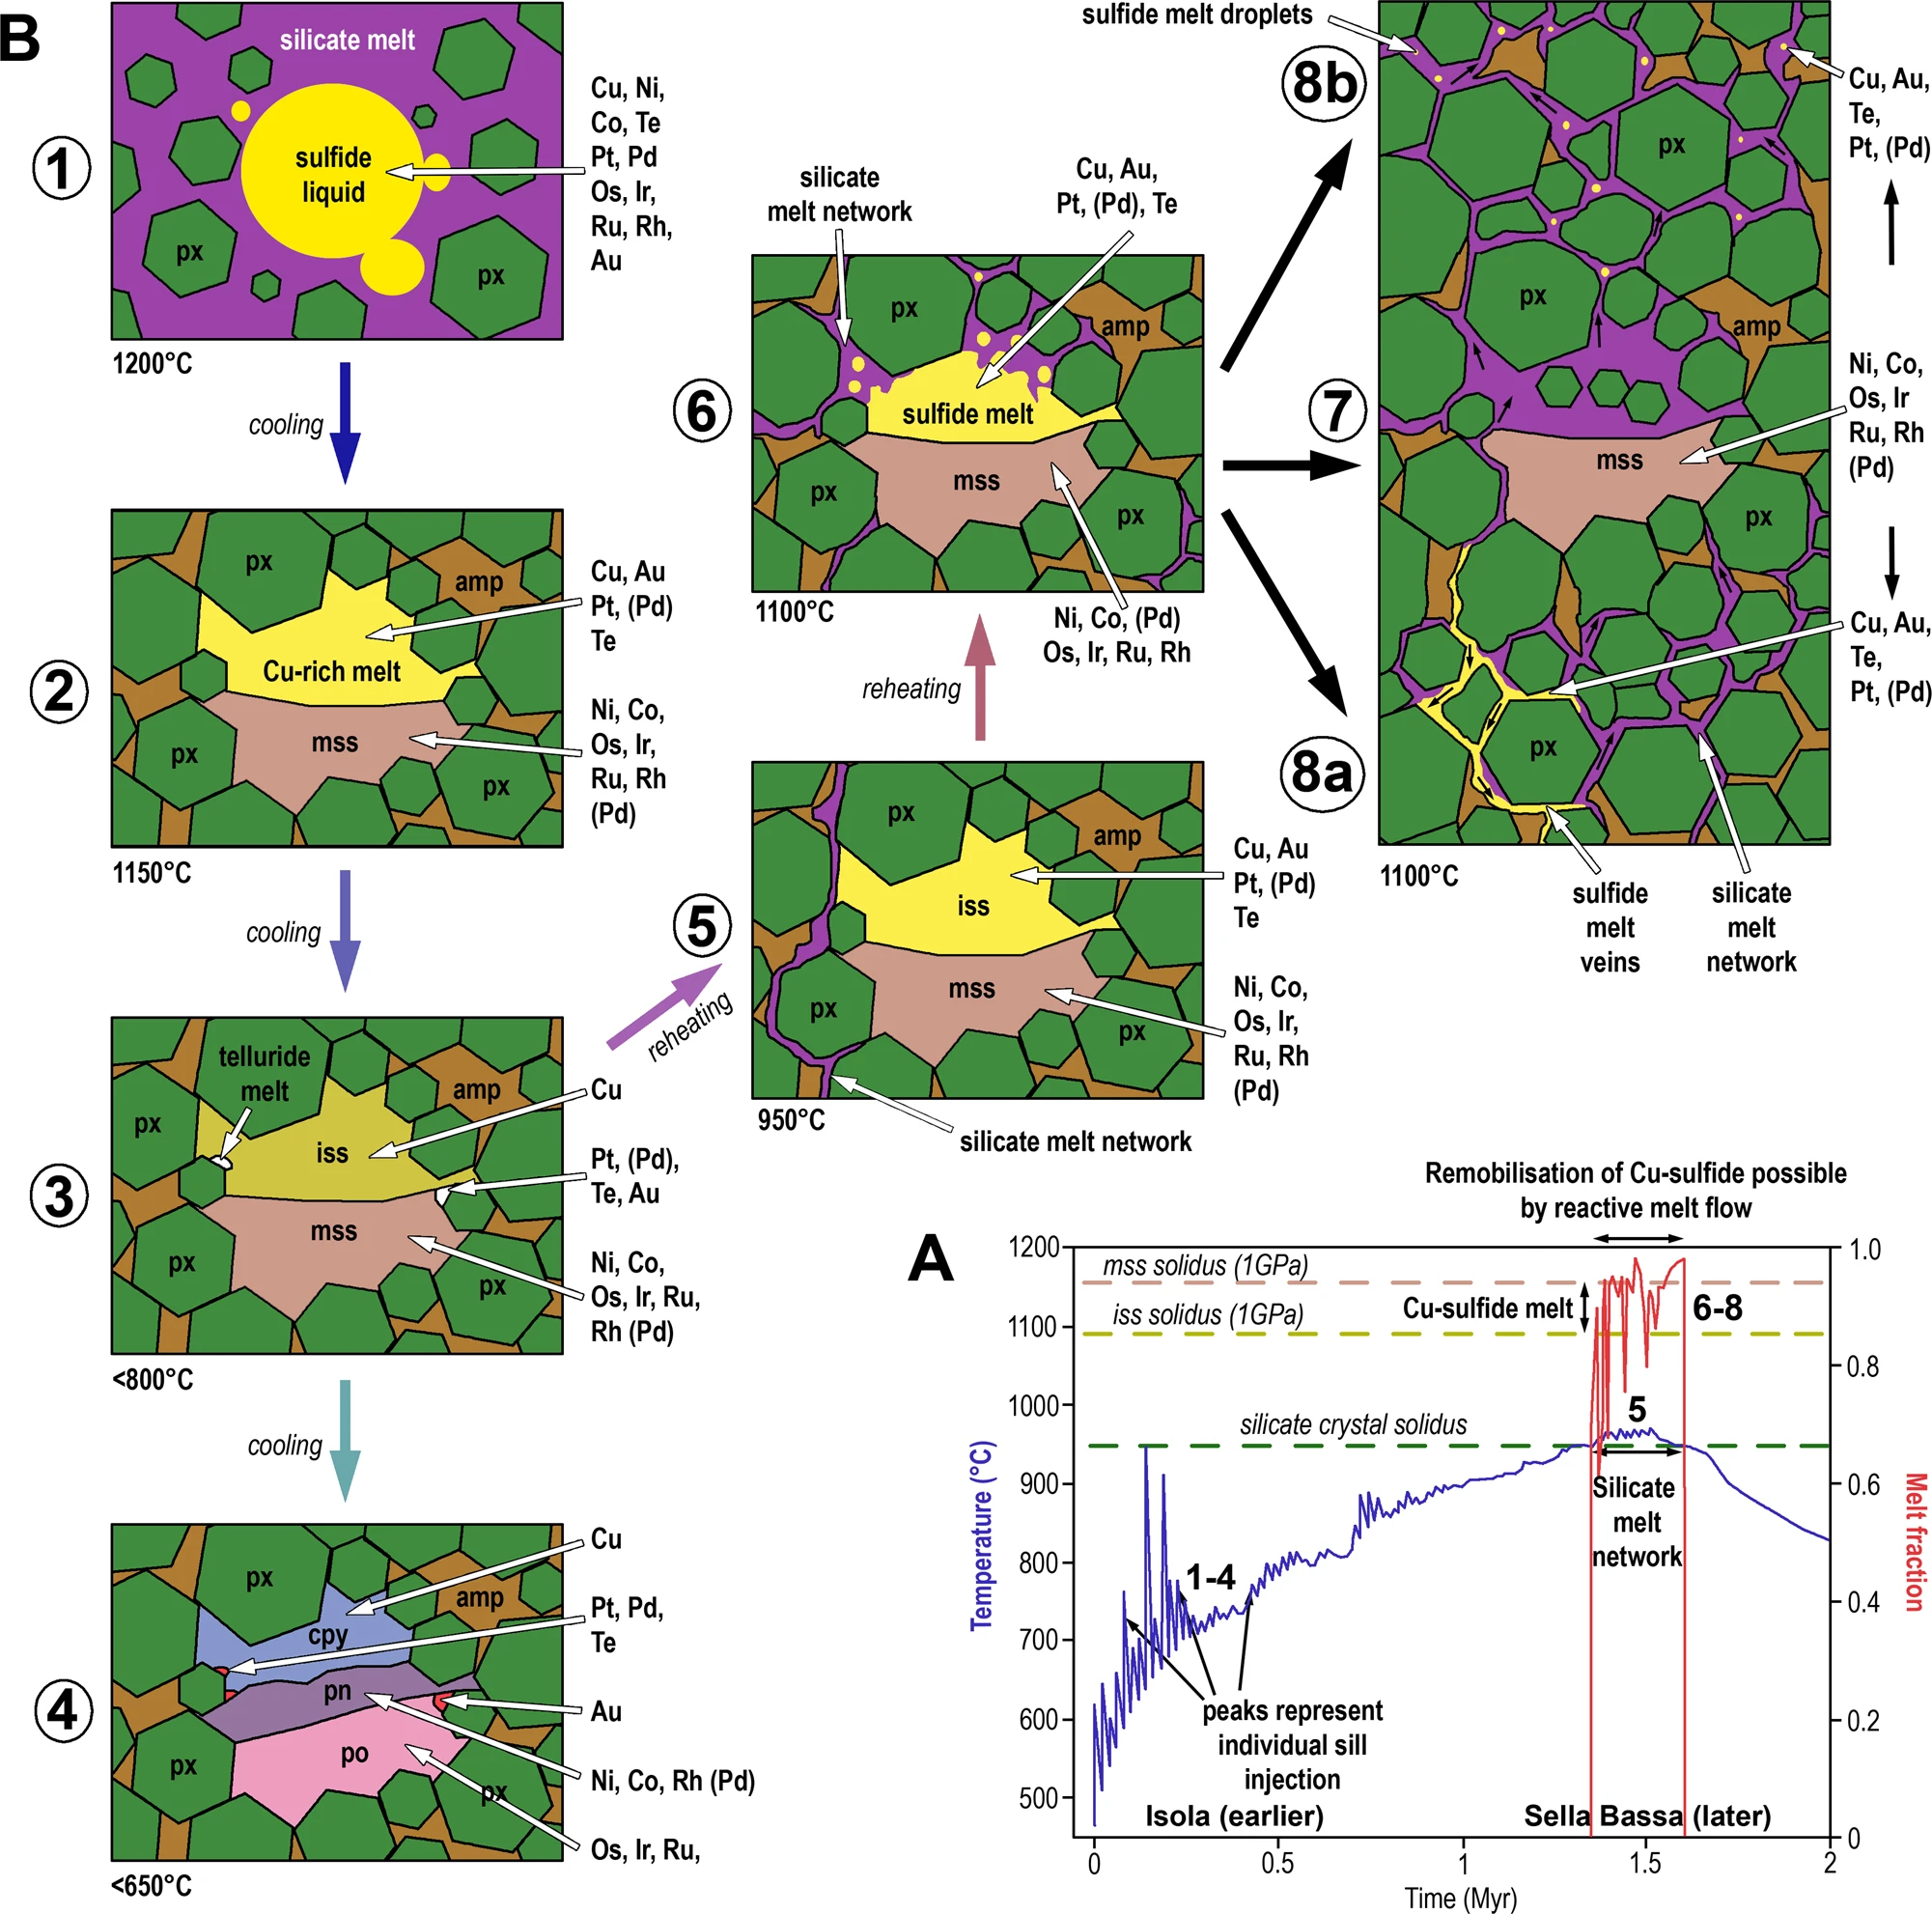 B
silicate melt
sulfide
liquid
px
px
1
Cu, Ni,
Co, Te
Pt, Pd
Os, Ir,
Ru, Rh,
Au
1200°C
cooling
2
px
amp
Cu-rich melt
mss
px
px
Cu, Au
Pt, (Pd)
Te
Ni, Co,
Os, Ir,
Ru, Rh
(Pd)
1150°C
cooling
3
telluride
melt
px
amp
iss
mss
px
px
Cu
Pt, (Pd),
Te, Au
Ni, Co,
Os, Ir, Ru,
Rh (Pd)
<800°C
cooling
4
px
amp
cpy
pn
po
px
px
Cu
Pt, Pd,
Te
Au
Ni, Co, Rh (Pd)
Os, Ir, Ru,
<650°C
reheating
5
px
amp
iss
mss
px
px
Cu, Au
Pt, (Pd)
Te
Ni, Co,
Os, Ir,
Ru, Rh
(Pd)
950°C
silicate melt network
reheating
6
silicate
melt network
Cu, Au,
Pt, (Pd), Te
px
amp
sulfide melt
mss
px
px
1100°C
Ni, Co, (Pd)
Os, Ir, Ru, Rh
sulfide melt droplets
8b
7
8a
px
px
amp
mss
px
px
Cu, Au,
Te,
Pt, (Pd)
Ni, Co,
Os, Ir
Ru, Rh
(Pd)
Cu, Au,
Te,
Pt, (Pd)
1100°C
sulfide
melt
veins
silicate
melt
network
A
Remobilisation of Cu-sulfide possible
by reactive melt flow
mss solidus (1GPa)
iss solidus (1GPa)
Cu-sulfide melt
6-8
silicate crystal solidus
5
Silicate
melt
network
1-4
peaks represent
individual sill
injection
Isola (earlier)
Sella Bassa (later)
Temperature (°C)
1200
1100
1000
900
800
700
600
500
Melt fraction
1.0
0.8
0.6
0.4
0.2
0
0
0.5
1
1.5
2
Time (Myr)